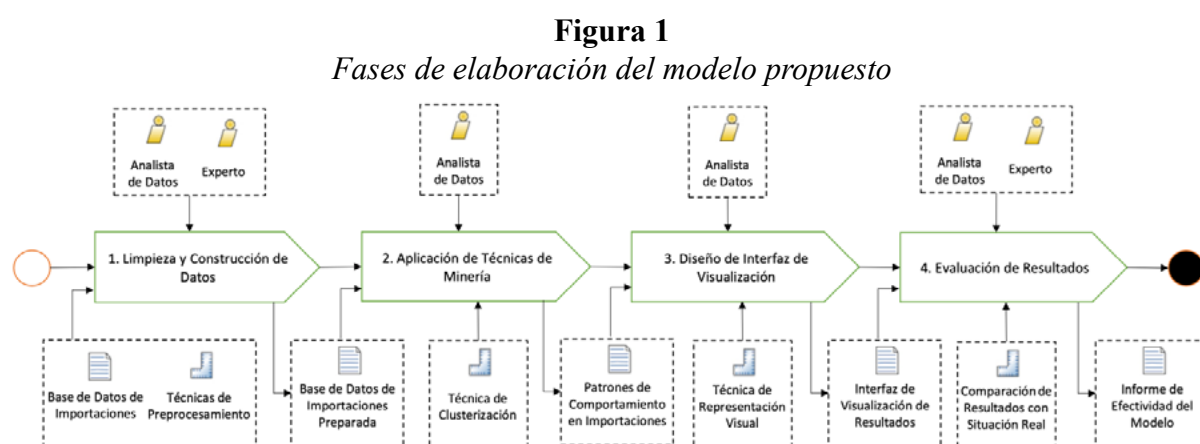 Figura 1
Fases de elaboración del modelo propuesto
Analista
de Datos
Experto
Analista
de Datos
Analista
de Datos
Analista
de Datos
Experto
1. Limpieza y Construcción de
Datos
2. Aplicación de Técnicas de
Minería
3. Diseño de Interfaz de
Visualización
4. Evaluación de Resultados
Base de Datos de
Importaciones
Técnicas de
Preprocesamiento
Base de Datos de
Importaciones
Preparada
Técnica de
Clusterización
Patrones de
Comportamiento
en Importaciones
Técnica de
Representación
Visual
Interfaz de
Visualización de
Resultados
Comparación de
Resultados con
Situación Real
Informe de
Efectividad del
Modelo